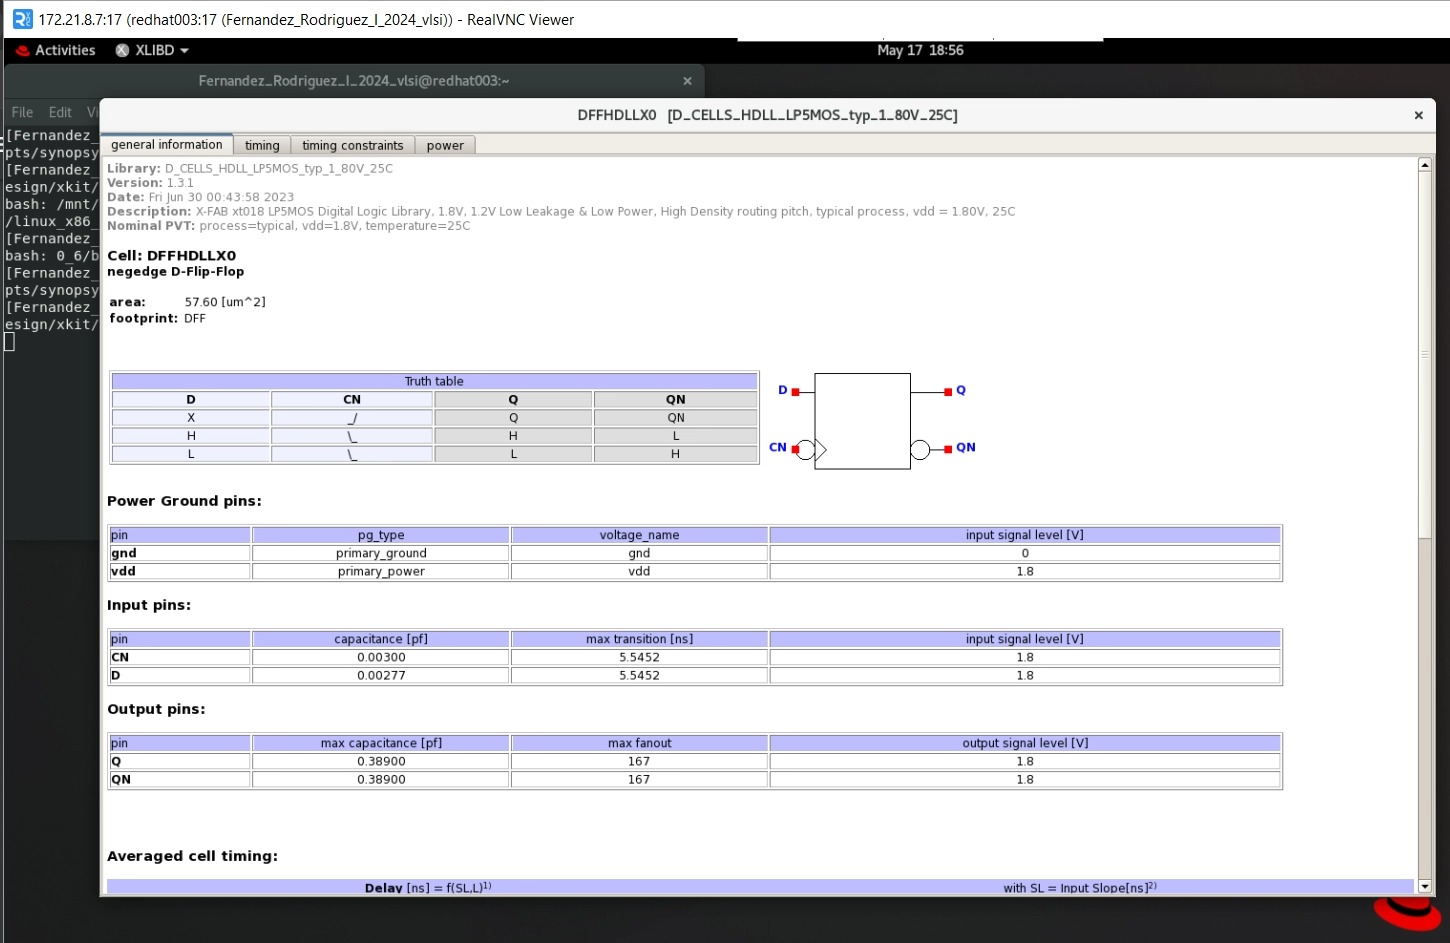 172.21.8.7:17 (redhat003:17 (Fernandez_Rodriguez_I_2024_vlsi)) - RealVNC Viewer
Activities XLIBD May 17 18:56
Fernandez_Rodriguez_I_2024_vlsi@redhat003:~ ×
File Edit Vi
[Fernandez_
pts/synopsy
[Fernandez_
esign/xkit/
bash: /mnt/
/linux_x86_
[Fernandez_
bash: 0_6/b
[Fernandez_
pts/synopsy
[Fernandez_
esign/xkit/
DFFHDLLX0 [D_CELLS_HDLL_LP5MOS_typ_1_80V_25C] ×
general information timing timing constraints power
Library: D_CELLS_HDLL_LP5MOS_typ_1_80V_25C
Version: 1.3.1
Date: Fri Jun 30 00:43:58 2023
Description: X-FAB xt018 LP5MOS Digital Logic Library, 1.8V, 1.2V Low Leakage & Low Power, High Density routing pitch, typical process, vdd = 1.80V, 25C
Nominal PVT: process=typical, vdd=1.8V, temperature=25C
Cell: DFFHDLLX0
negedge D-Flip-Flop
area: 57.60 [um^2]
footprint: DFF
Truth table
D CN Q QN
X _/ Q QN
H \_ H L
L \_ L H
D Q
CN QN
Power Ground pins:
pin pg_type voltage_name input signal level [V]
gnd primary_ground gnd 0
vdd primary_power vdd 1.8
Input pins:
pin capacitance [pf] max transition [ns] input signal level [V]
CN 0.00300 5.5452 1.8
D 0.00277 5.5452 1.8
Output pins:
pin max capacitance [pf] max fanout output signal level [V]
Q 0.38900 167 1.8
QN 0.38900 167 1.8
Averaged cell timing:
Delay [ns] = f(SL,L)1) with SL = Input Slope[ns]2)